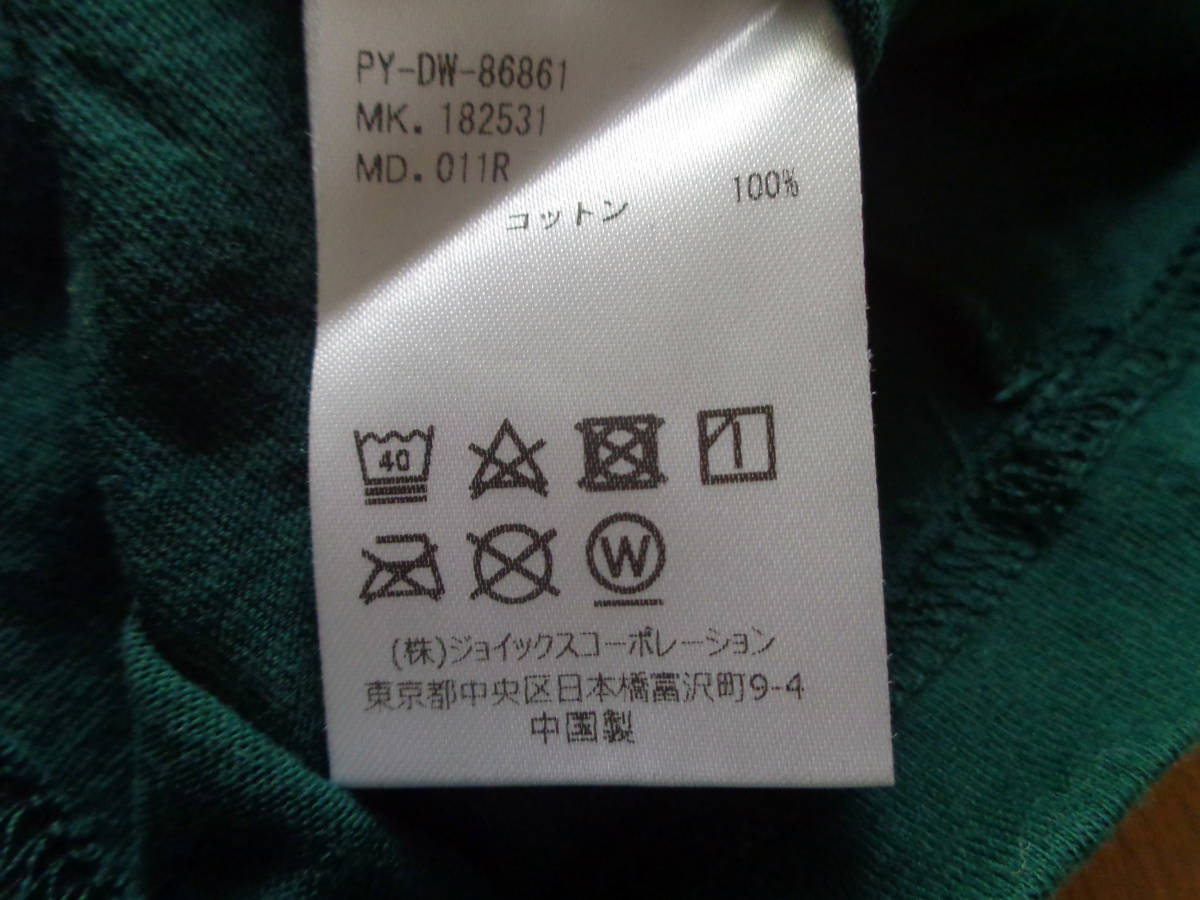 PY-DW-86861
MK. 182531
MD. 011R
コットン 100%
40
W
(株)ジョイックスコーポレーション
東京都中央区日本橋富沢町9-4
中国製